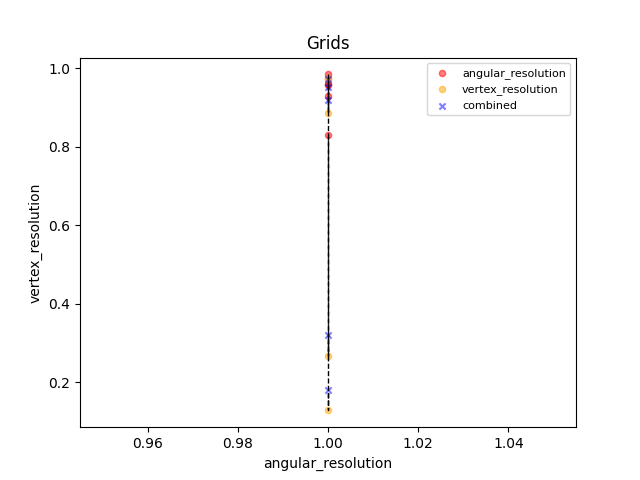 Grids
1.0
0.8
0.6
0.4
0.2
vertex_resolution
angular_resolution
vertex_resolution
combined
0.96
0.98
1.00
1.02
1.04
angular_resolution